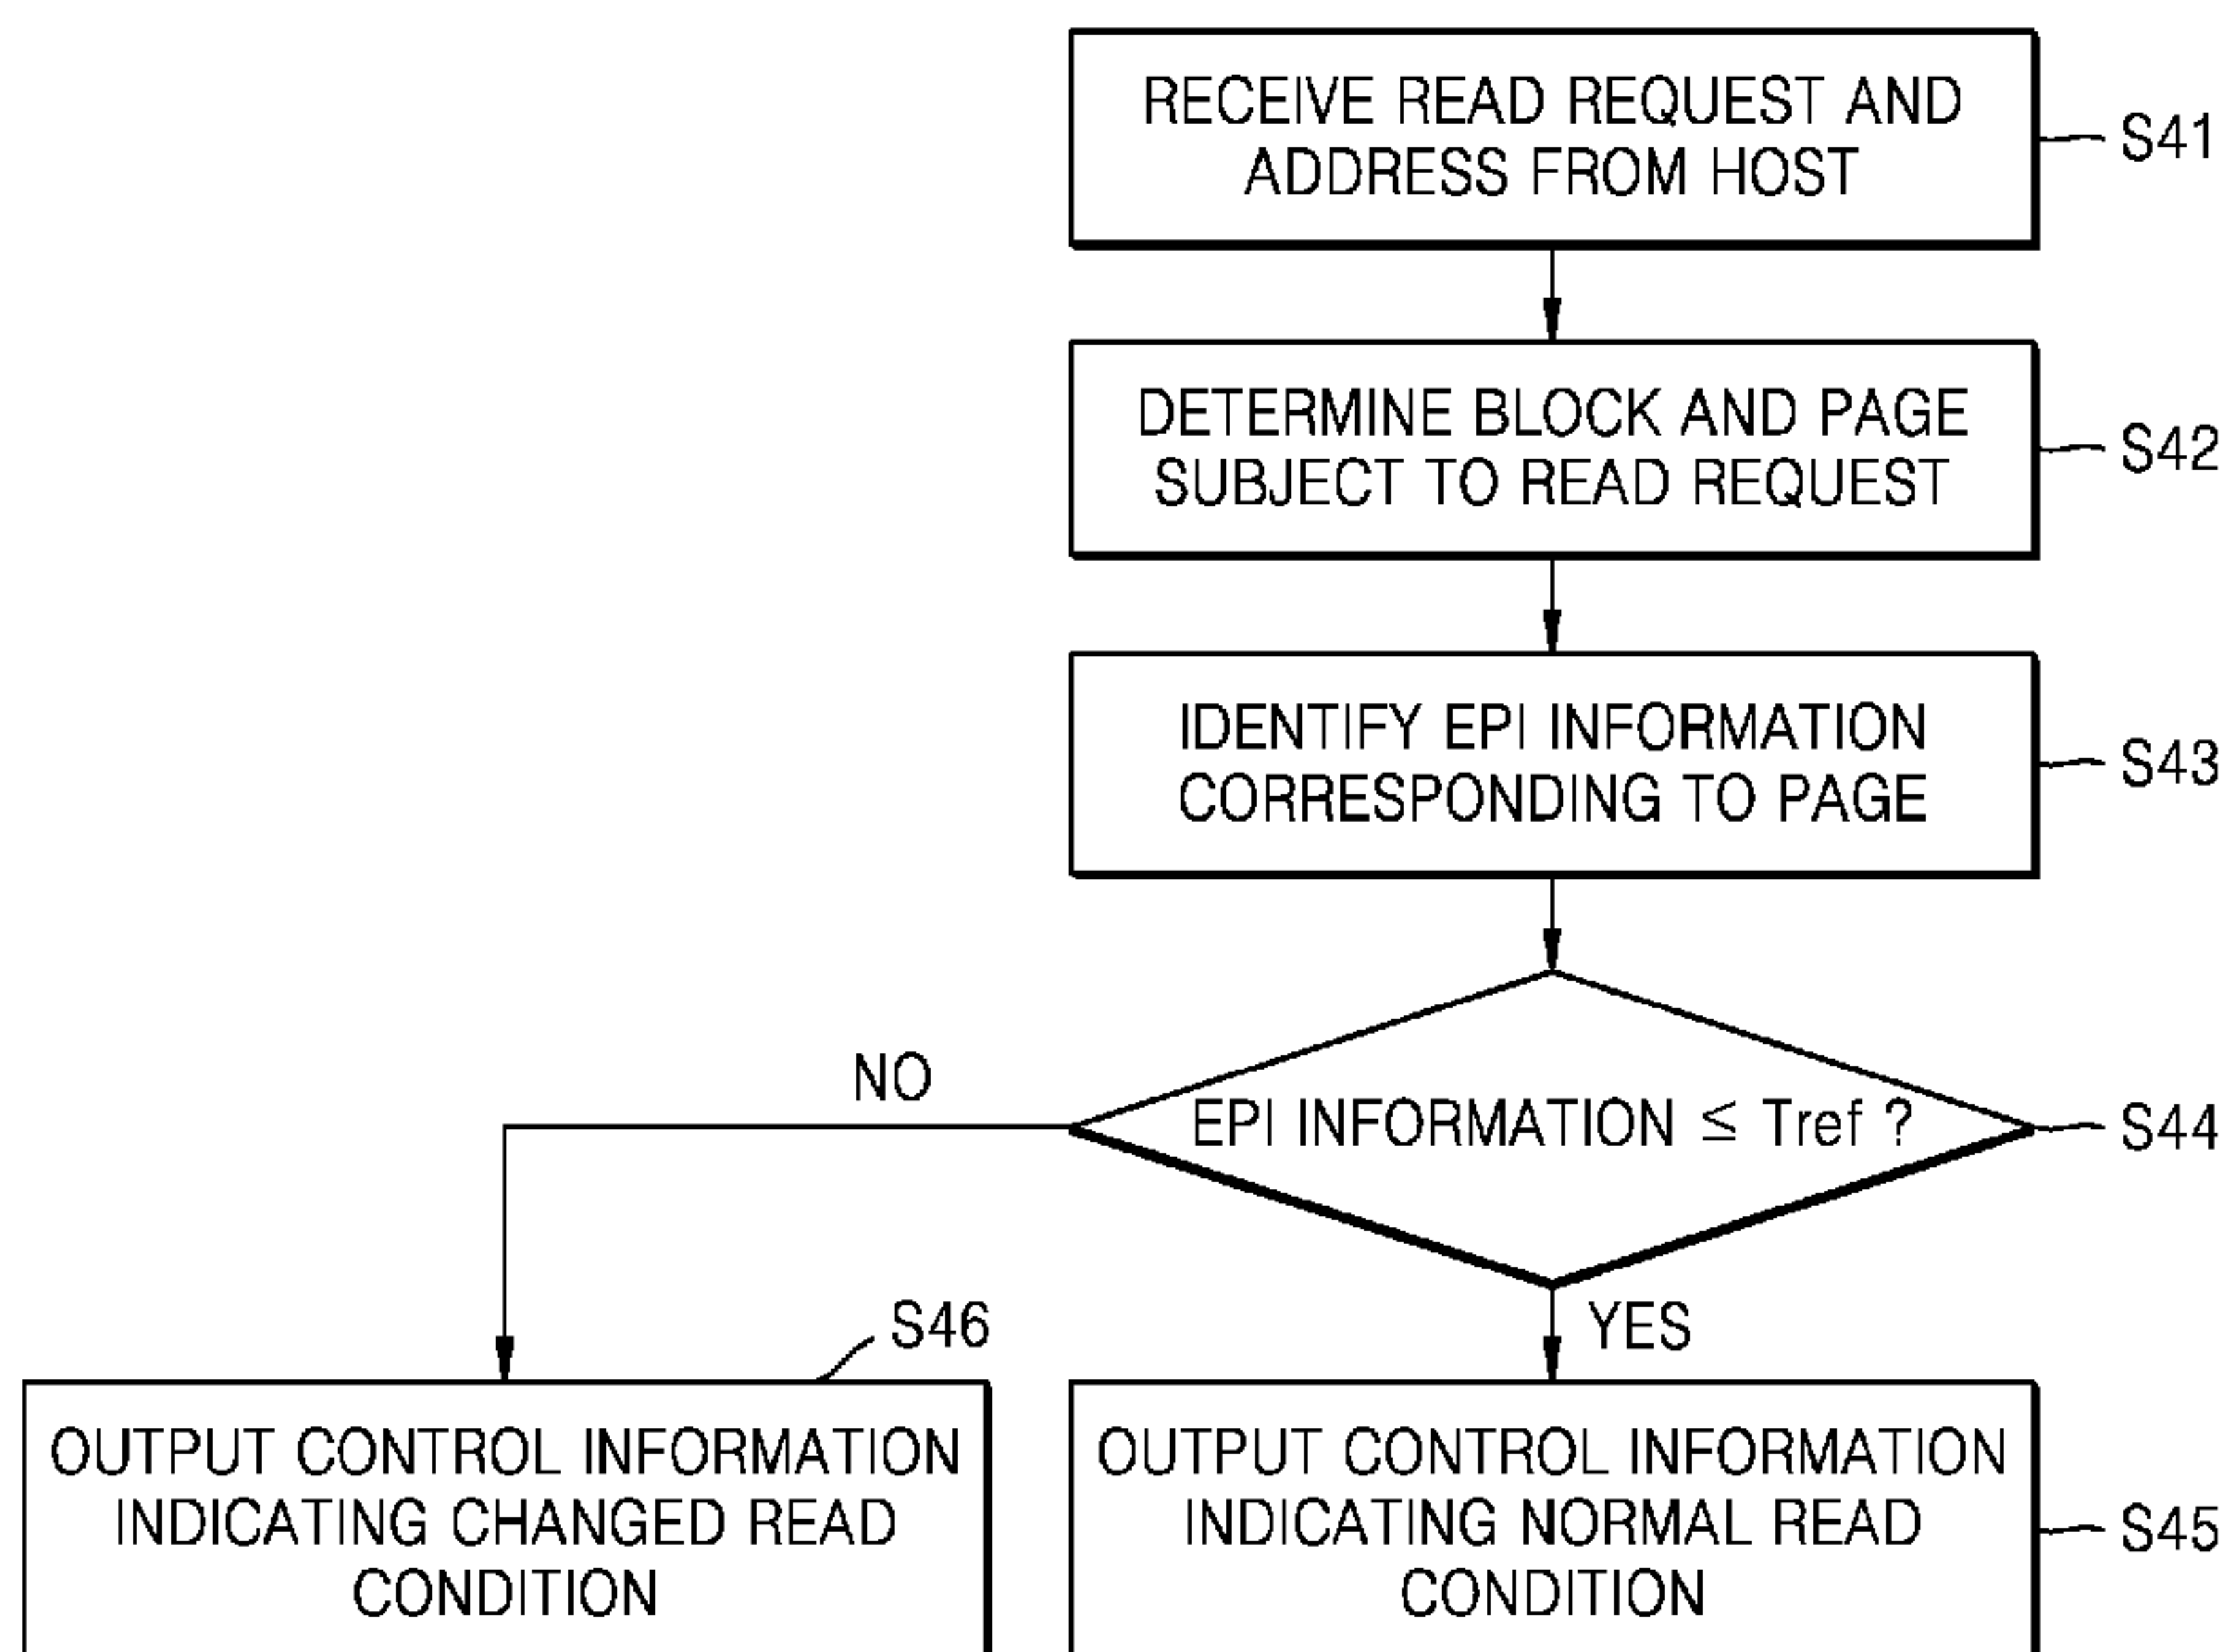 RECEIVE READ REQUEST AND
ADDRESS FROM HOST
S41
DETERMINE BLOCK AND PAGE
SUBJECT TO READ REQUEST
S42
IDENTIFY EPI INFORMATION
CORRESPONDING TO PAGE
S43
NO
EPI INFORMATION ≤ Tref ?
S44
YES
S46
OUTPUT CONTROL INFORMATION
INDICATING CHANGED READ
CONDITION
OUTPUT CONTROL INFORMATION
INDICATING NORMAL READ
CONDITION
S45